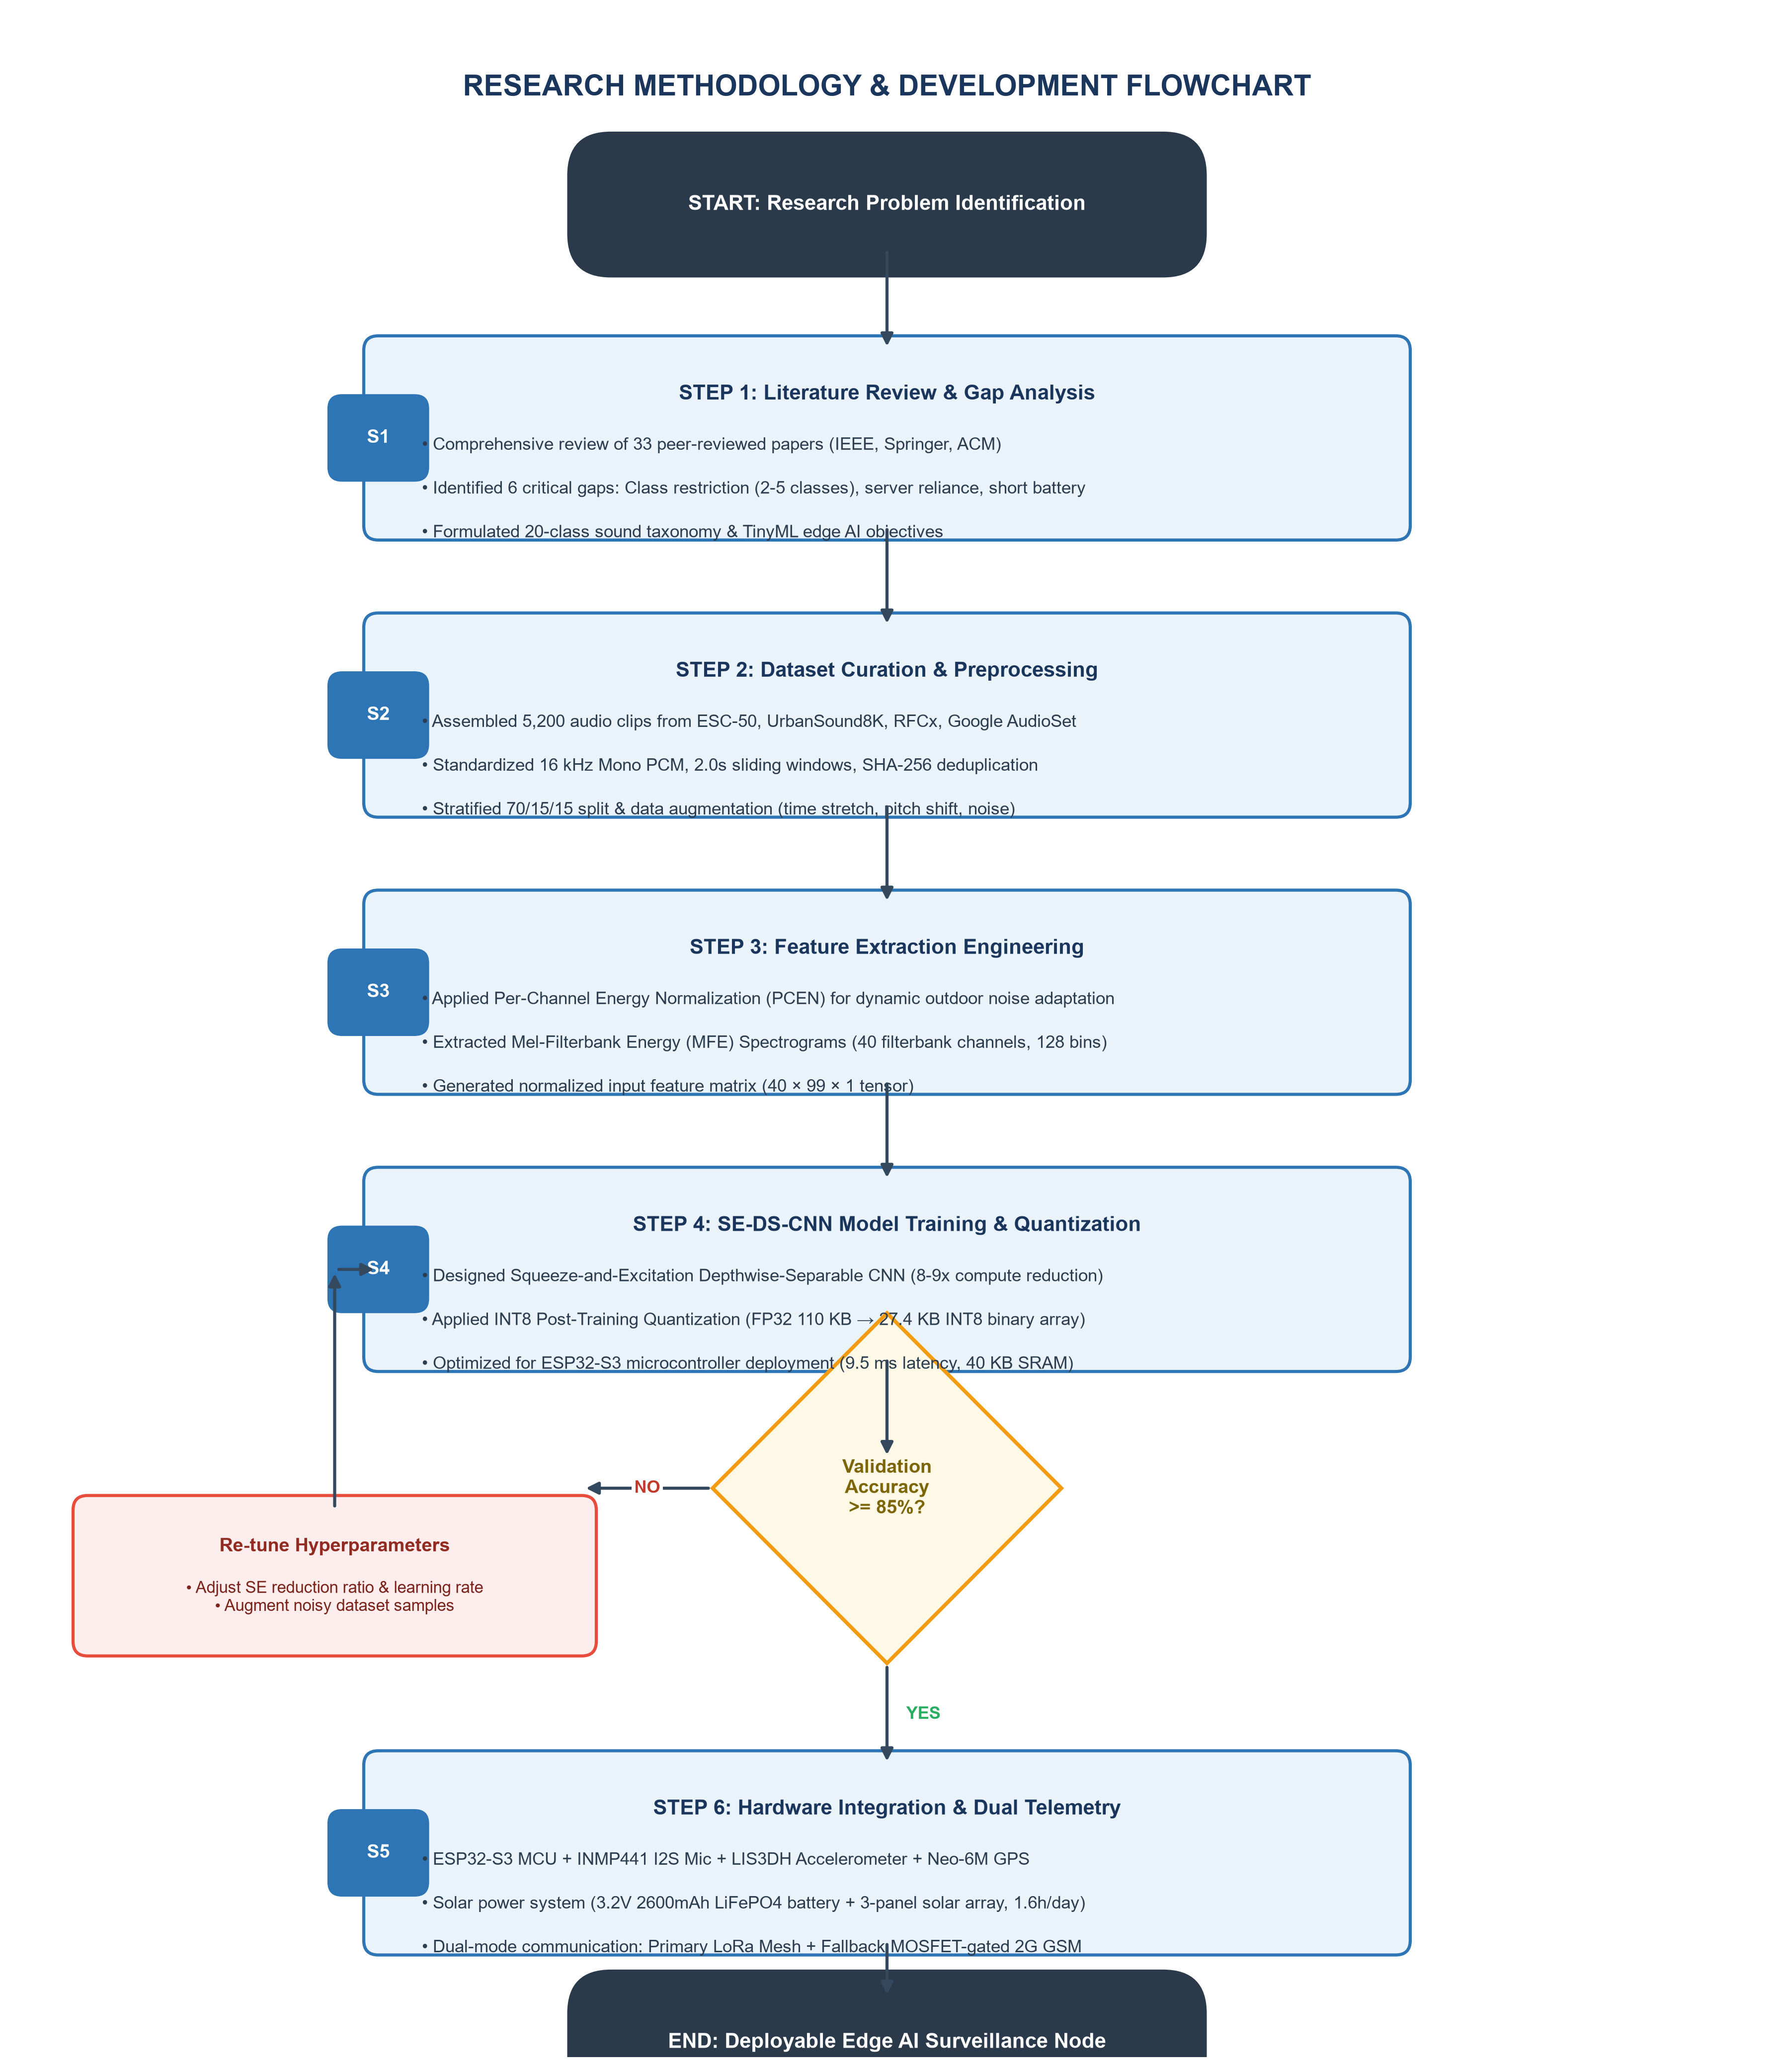 RESEARCH METHODOLOGY & DEVELOPMENT FLOWCHART
START: Research Problem Identification
STEP 1: Literature Review & Gap Analysis
S1
• Comprehensive review of 33 peer-reviewed papers (IEEE, Springer, ACM)
• Identified 6 critical gaps: Class restriction (2-5 classes), server reliance, short battery
• Formulated 20-class sound taxonomy & TinyML edge AI objectives
STEP 2: Dataset Curation & Preprocessing
S2
• Assembled 5,200 audio clips from ESC-50, UrbanSound8K, RFCx, Google AudioSet
• Standardized 16 kHz Mono PCM, 2.0s sliding windows, SHA-256 deduplication
• Stratified 70/15/15 split & data augmentation (time stretch, pitch shift, noise)
STEP 3: Feature Extraction Engineering
S3
• Applied Per-Channel Energy Normalization (PCEN) for dynamic outdoor noise adaptation
• Extracted Mel-Filterbank Energy (MFE) Spectrograms (40 filterbank channels, 128 bins)
• Generated normalized input feature matrix (40 × 99 × 1 tensor)
STEP 4: SE-DS-CNN Model Training & Quantization
S4
• Designed Squeeze-and-Excitation Depthwise-Separable CNN (8-9x compute reduction)
• Applied INT8 Post-Training Quantization (FP32 110 KB → 27.4 KB INT8 binary array)
• Optimized for ESP32-S3 microcontroller deployment (9.5 ms latency, 40 KB SRAM)
Validation
Accuracy
>= 85%?
NO
Re-tune Hyperparameters
• Adjust SE reduction ratio & learning rate
• Augment noisy dataset samples
YES
STEP 6: Hardware Integration & Dual Telemetry
S5
• ESP32-S3 MCU + INMP441 I2S Mic + LIS3DH Accelerometer + Neo-6M GPS
• Solar power system (3.2V 2600mAh LiFePO4 battery + 3-panel solar array, 1.6h/day)
• Dual-mode communication: Primary LoRa Mesh + Fallback MOSFET-gated 2G GSM
END: Deployable Edge AI Surveillance Node